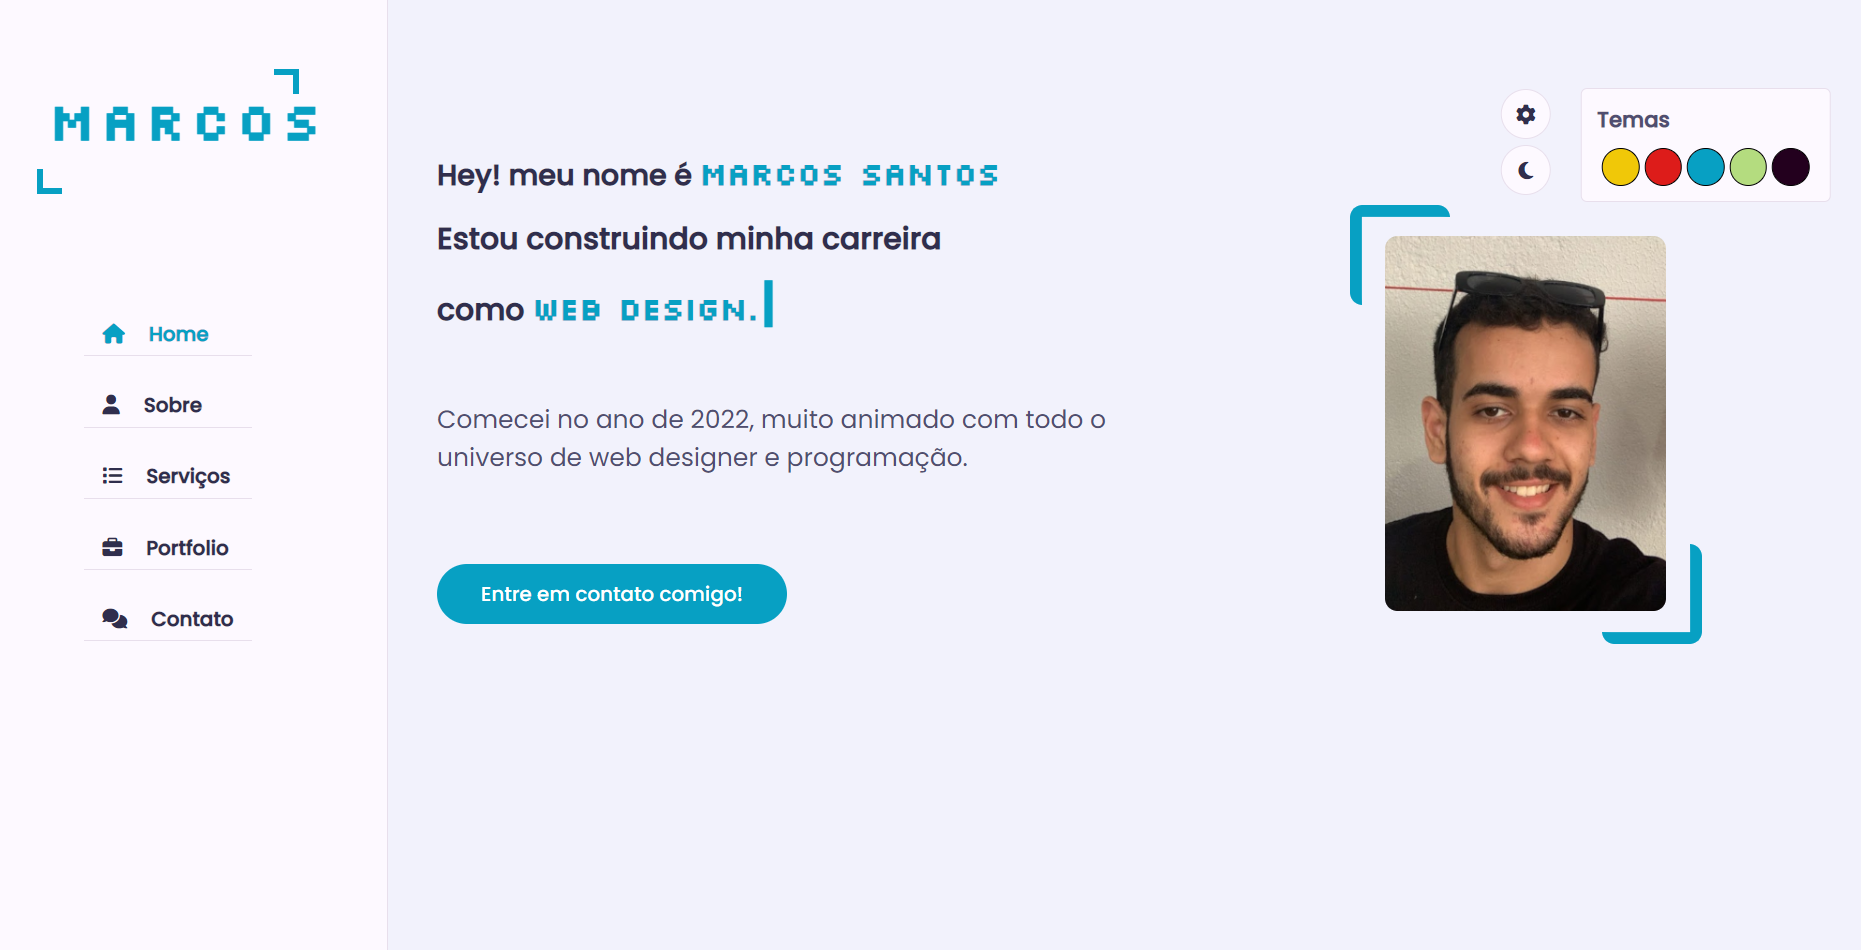 MARCOS
Home
Sobre
Serviços
Portfolio
Contato
Hey! meu nome é MARCOS SANTOS
Estou construindo minha carreira
como WEB DESIGN.
Comecei no ano de 2022, muito animado com todo o
universo de web designer e programação.
Entre em contato comigo!
Temas